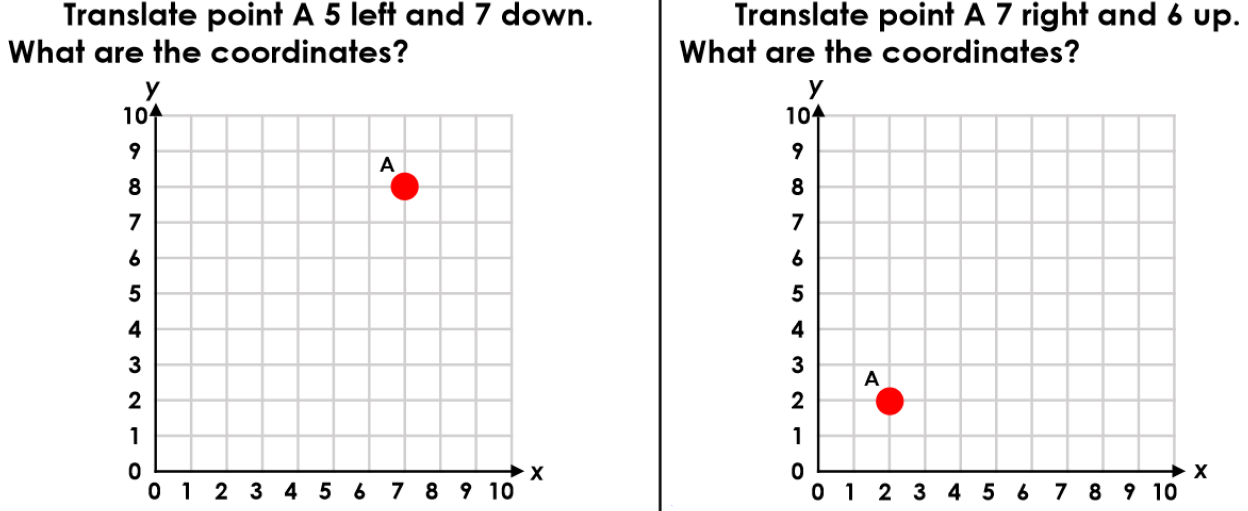 Translate point A 5 left and 7 down.
What are the coordinates?
y
10
9
A
8
7
6
5
4
3
2
1
0
x
0 1 2 3 4 5 6 7 8 9 10
Translate point A 7 right and 6 up.
What are the coordinates?
y
10
9
8
7
6
5
4
3
A
2
1
0
x
0 1 2 3 4 5 6 7 8 9 10